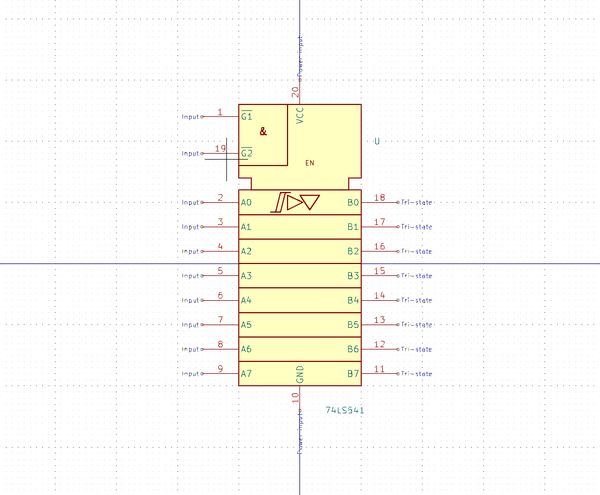 Power input
20
VCC
Input 1 G1
&
U
Input 19 G2
EN
Input 2 A0 B0 18 Tri-state
Input 3 A1 B1 17 Tri-state
Input 4 A2 B2 16 Tri-state
Input 5 A3 B3 15 Tri-state
Input 6 A4 B4 14 Tri-state
Input 7 A5 B5 13 Tri-state
Input 8 A6 B6 12 Tri-state
Input 9 A7 B7 11 Tri-state
GND
10
74LS541
Power input